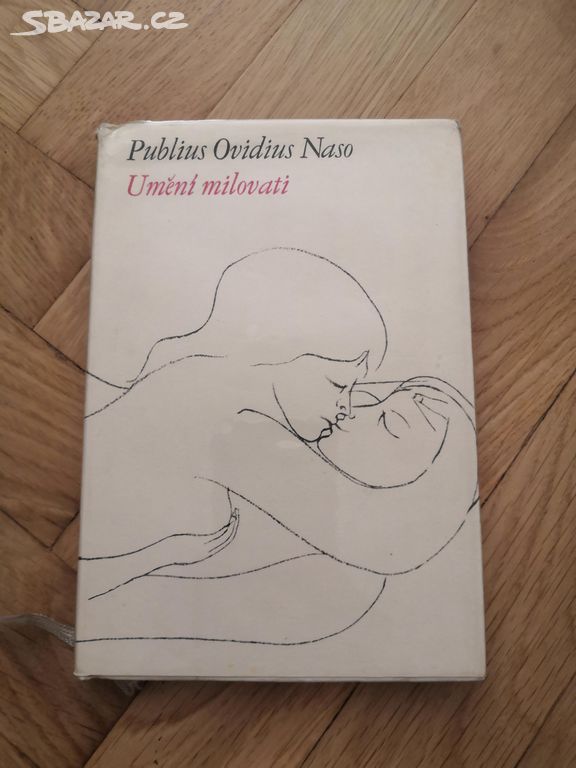 SBAZAR.CZ
Publius Ovidius Naso
Umění milovati